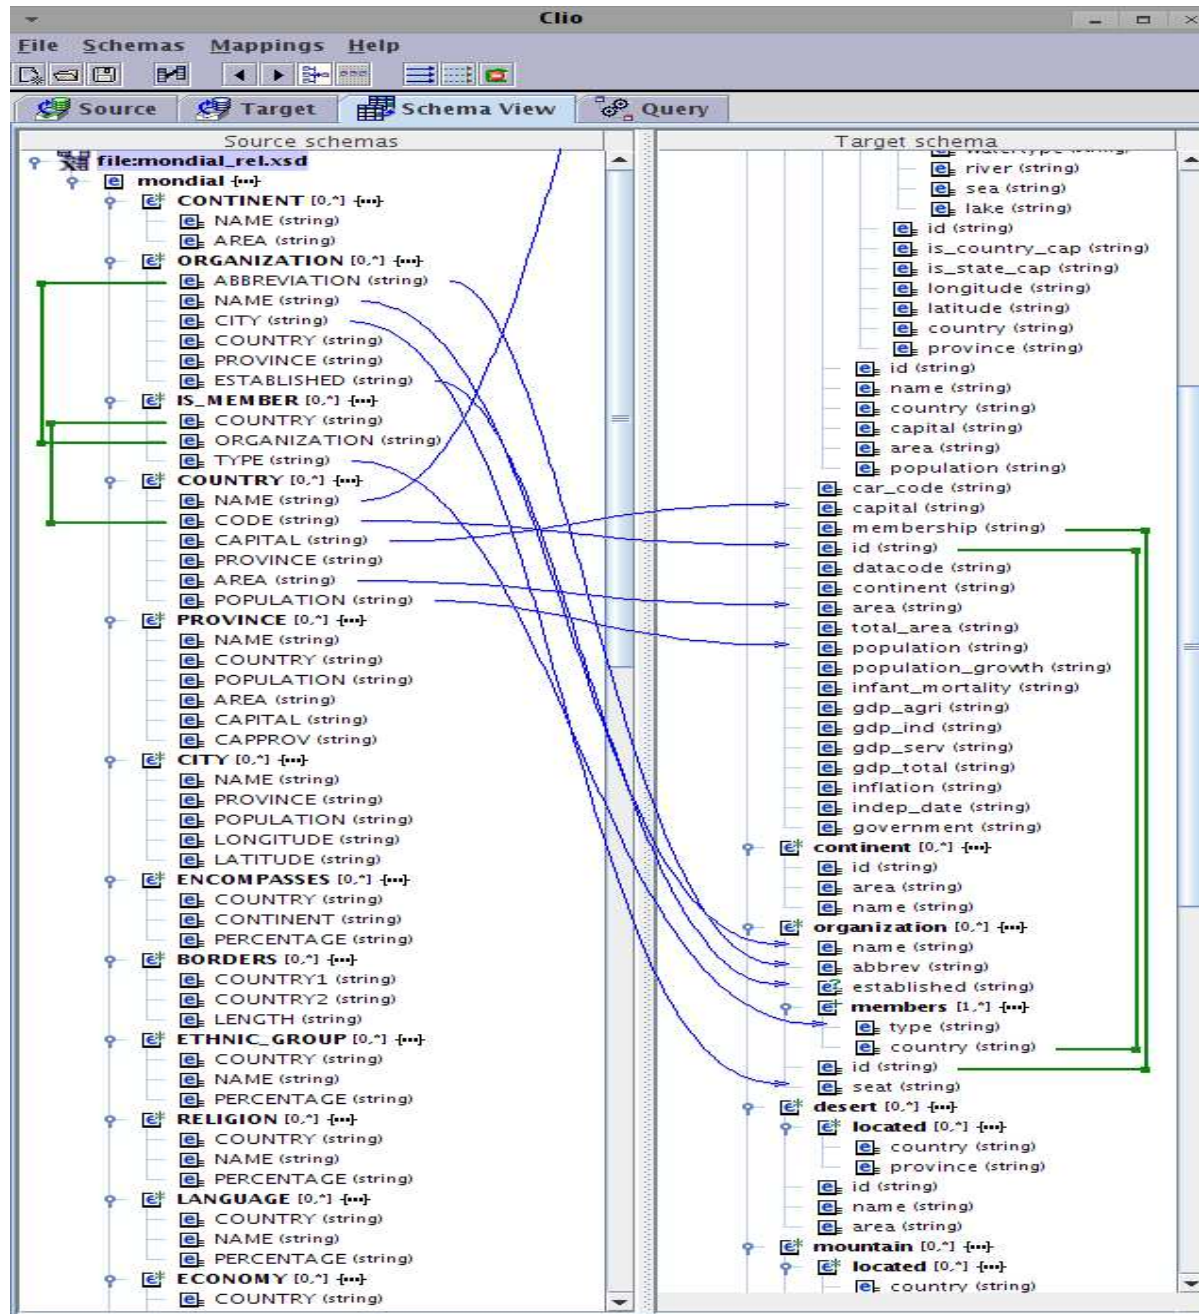 Clio
File Schemas Mappings Help
Source Target Schema View Query
Source schemas
file:mondial_rel.xsd
mondial
CONTINENT [0,*]
NAME (string)
AREA (string)
ORGANIZATION [0,*]
ABBREVIATION (string)
NAME (string)
CITY (string)
COUNTRY (string)
PROVINCE (string)
ESTABLISHED (string)
IS_MEMBER [0,*]
COUNTRY (string)
ORGANIZATION (string)
TYPE (string)
COUNTRY [0,*]
NAME (string)
CODE (string)
CAPITAL (string)
PROVINCE (string)
AREA (string)
POPULATION (string)
PROVINCE [0,*]
NAME (string)
COUNTRY (string)
POPULATION (string)
AREA (string)
CAPITAL (string)
CAPPROV (string)
CITY [0,*]
NAME (string)
PROVINCE (string)
POPULATION (string)
LONGITUDE (string)
LATITUDE (string)
ENCOMPASSES [0,*]
COUNTRY (string)
CONTINENT (string)
PERCENTAGE (string)
BORDERS [0,*]
COUNTRY1 (string)
COUNTRY2 (string)
LENGTH (string)
ETHNIC_GROUP [0,*]
COUNTRY (string)
NAME (string)
PERCENTAGE (string)
RELIGION [0,*]
COUNTRY (string)
NAME (string)
PERCENTAGE (string)
LANGUAGE [0,*]
COUNTRY (string)
NAME (string)
PERCENTAGE (string)
ECONOMY [0,*]
COUNTRY (string)
Target schema
river (string)
sea (string)
lake (string)
id (string)
is_country_cap (string)
is_state_cap (string)
longitude (string)
latitude (string)
country (string)
province (string)
id (string)
name (string)
country (string)
capital (string)
area (string)
population (string)
car_code (string)
capital (string)
membership (string)
id (string)
datacode (string)
continent (string)
area (string)
total_area (string)
population (string)
population_growth (string)
infant_mortality (string)
gdp_agri (string)
gdp_ind (string)
gdp_serv (string)
gdp_total (string)
inflation (string)
indep_date (string)
government (string)
continent [0,*]
id (string)
area (string)
name (string)
organization [0,*]
name (string)
abbrev (string)
established (string)
members [1,*]
type (string)
country (string)
id (string)
seat (string)
desert [0,*]
located [0,*]
country (string)
province (string)
id (string)
name (string)
area (string)
mountain [0,*]
located [0,*]
country (string)